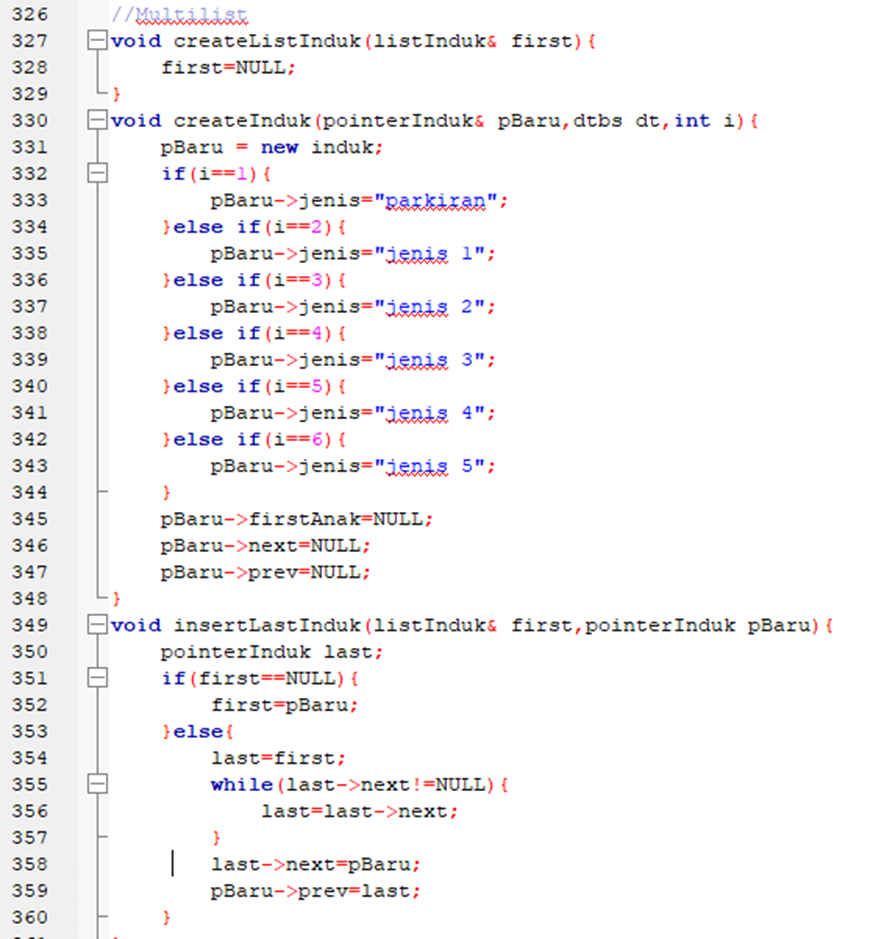 326 //Multilist
327 void createListInduk(listInduk& first){
328 first=NULL;
329 }
330 void createInduk(pointerInduk& pBaru,dtbs dt,int i){
331 pBaru = new induk;
332 if(i==1){
333 pBaru->jenis="parkiran";
334 }else if(i==2){
335 pBaru->jenis="jenis 1";
336 }else if(i==3){
337 pBaru->jenis="jenis 2";
338 }else if(i==4){
339 pBaru->jenis="jenis 3";
340 }else if(i==5){
341 pBaru->jenis="jenis 4";
342 }else if(i==6){
343 pBaru->jenis="jenis 5";
344 }
345 pBaru->firstAnak=NULL;
346 pBaru->next=NULL;
347 pBaru->prev=NULL;
348 }
349 void insertLastInduk(listInduk& first,pointerInduk pBaru){
350 pointerInduk last;
351 if(first==NULL){
352 first=pBaru;
353 }else{
354 last=first;
355 while(last->next!=NULL){
356 last=last->next;
357 }
358 last->next=pBaru;
359 pBaru->prev=last;
360 }